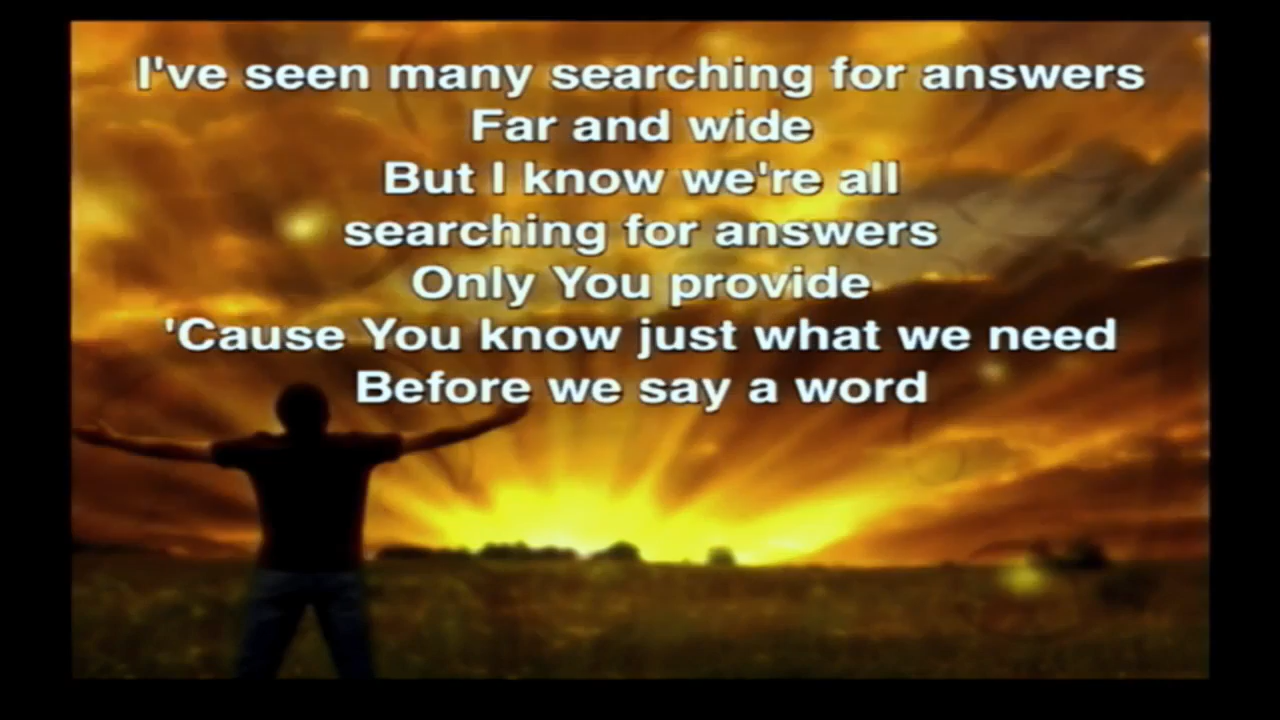 I've seen many searching for answers
Far and wide
But I know we're all
searching for answers
Only You provide
'Cause You know just what we need
Before we say a word